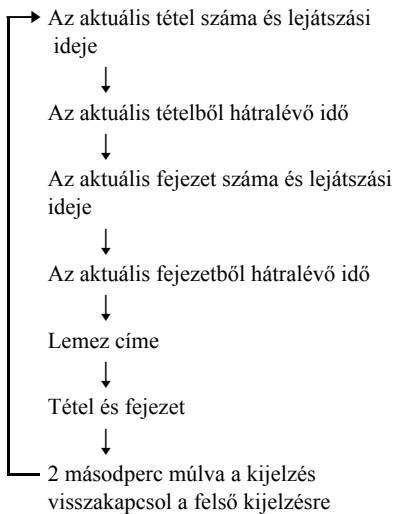 Az aktuális tétel száma és lejátszási
ideje
Az aktuális tételből hátralévő idő
Az aktuális fejezet száma és lejátszási
ideje
Az aktuális fejezetből hátralévő idő
Lemez címe
Tétel és fejezet
2 másodperc múlva a kijelzés
visszakapcsol a felső kijelzésre